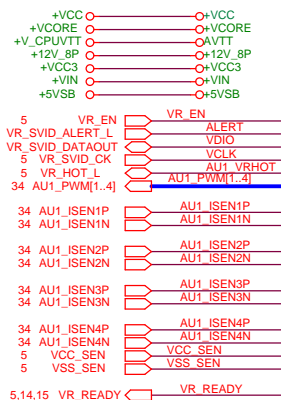 +VCC +VCC
+VCORE +VCORE
+V_CPUVTT AVTT
+12V_8P +12V_8P
+VCC3 +VCC3
+VIN +VIN
+5VSB +5VSB
5 VR_EN VR_EN
VR_SVID_ALERT_L ALERT
VR_SVID_DATAOUT VDIO
5 VR_SVID_CK VCLK
5 VR_HOT_L AU1_VRHOT
34 AU1_PWM[1..4] AU1_PWM[1..4]
34 AU1_ISEN1P AU1_ISEN1P
34 AU1_ISEN1N AU1_ISEN1N
34 AU1_ISEN2P AU1_ISEN2P
34 AU1_ISEN2N AU1_ISEN2N
34 AU1_ISEN3P AU1_ISEN3P
34 AU1_ISEN3N AU1_ISEN3N
34 AU1_ISEN4P AU1_ISEN4P
34 AU1_ISEN4N AU1_ISEN4N
5 VCC_SEN VCC_SEN
5 VSS_SEN VSS_SEN
5,14,15 VR_READY VR_READY